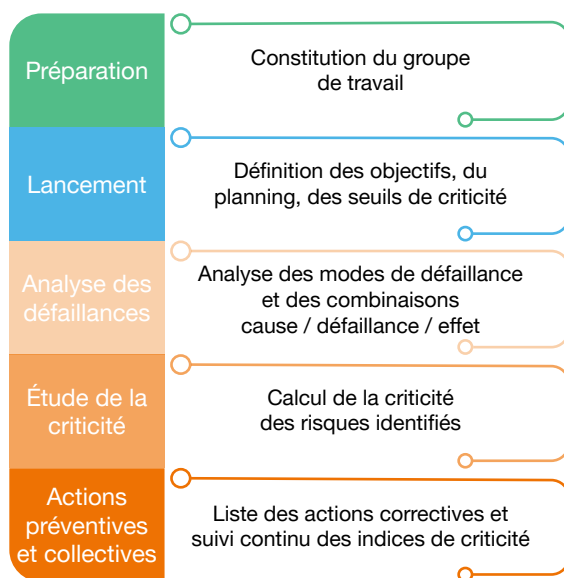 Préparation
Constitution du groupe
de travail
Lancement
Définition des objectifs, du
planning, des seuils de criticité
Analyse des
défaillances
Analyse des modes de défaillance
et des combinaisons
cause / défaillance / effet
Étude de la
criticité
Calcul de la criticité
des risques identifiés
Actions
préventives
et collectives
Liste des actions correctives et
suivi continu des indices de criticité